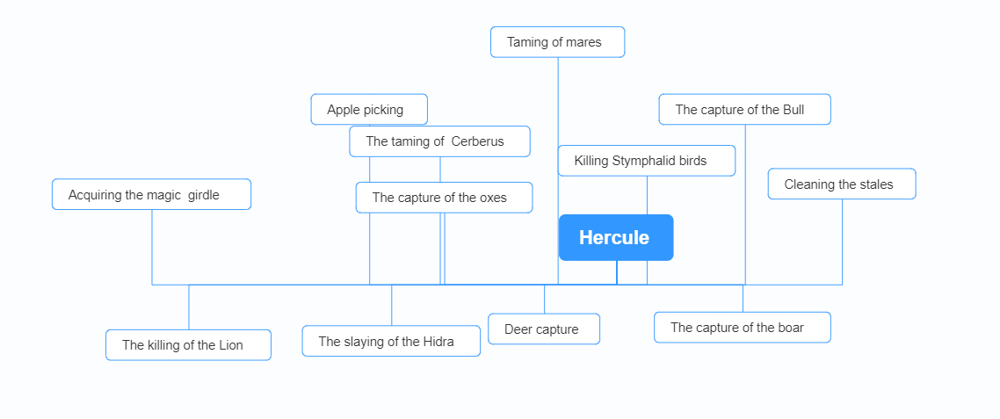 Taming of mares
Apple picking
The capture of the Bull
The taming of Cerberus
Killing Stymphalid birds
Acquiring the magic girdle
The capture of the oxes
Cleaning the stales
Hercule
The killing of the Lion
The slaying of the Hidra
Deer capture
The capture of the boar